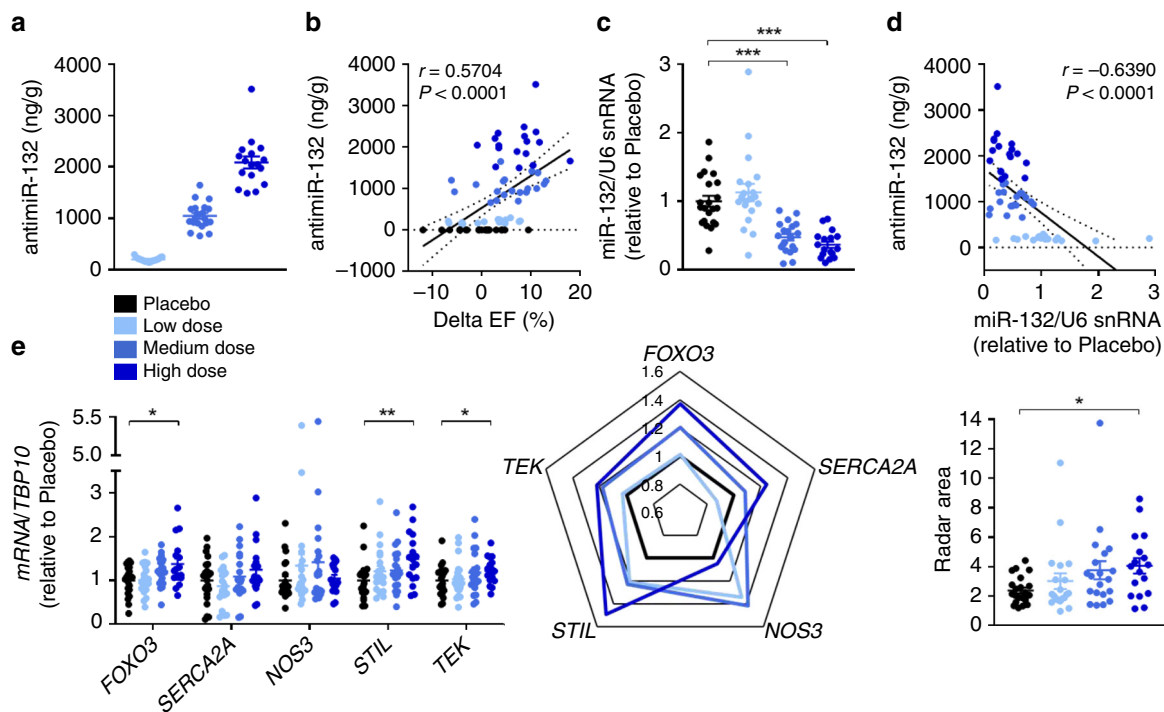 a
antimiR-132 (ng/g)
4000
3000
2000
1000
0
b
antimiR-132 (ng/g)
4000
3000
2000
1000
0
−1000
r = 0.5704
P < 0.0001
−10
0
10
20
Delta EF (%)
c
miR-132/U6 snRNA
(relative to Placebo)
3
2
1
0
***
***
d
antimiR-132 (ng/g)
4000
3000
2000
1000
0
r = −0.6390
P < 0.0001
0
1
2
3
miR-132/U6 snRNA
(relative to Placebo)
Placebo
Low dose
Medium dose
High dose
e
mRNA/TBP10
(relative to Placebo)
5.5
5.0
3
2
1
0
*
**
*
FOXO3
SERCA2A
NOS3
STIL
TEK
FOXO3
1.6
1.4
1.2
1
0.8
0.6
SERCA2A
NOS3
STIL
TEK
Radar area
14
12
10
8
6
4
2
0
*